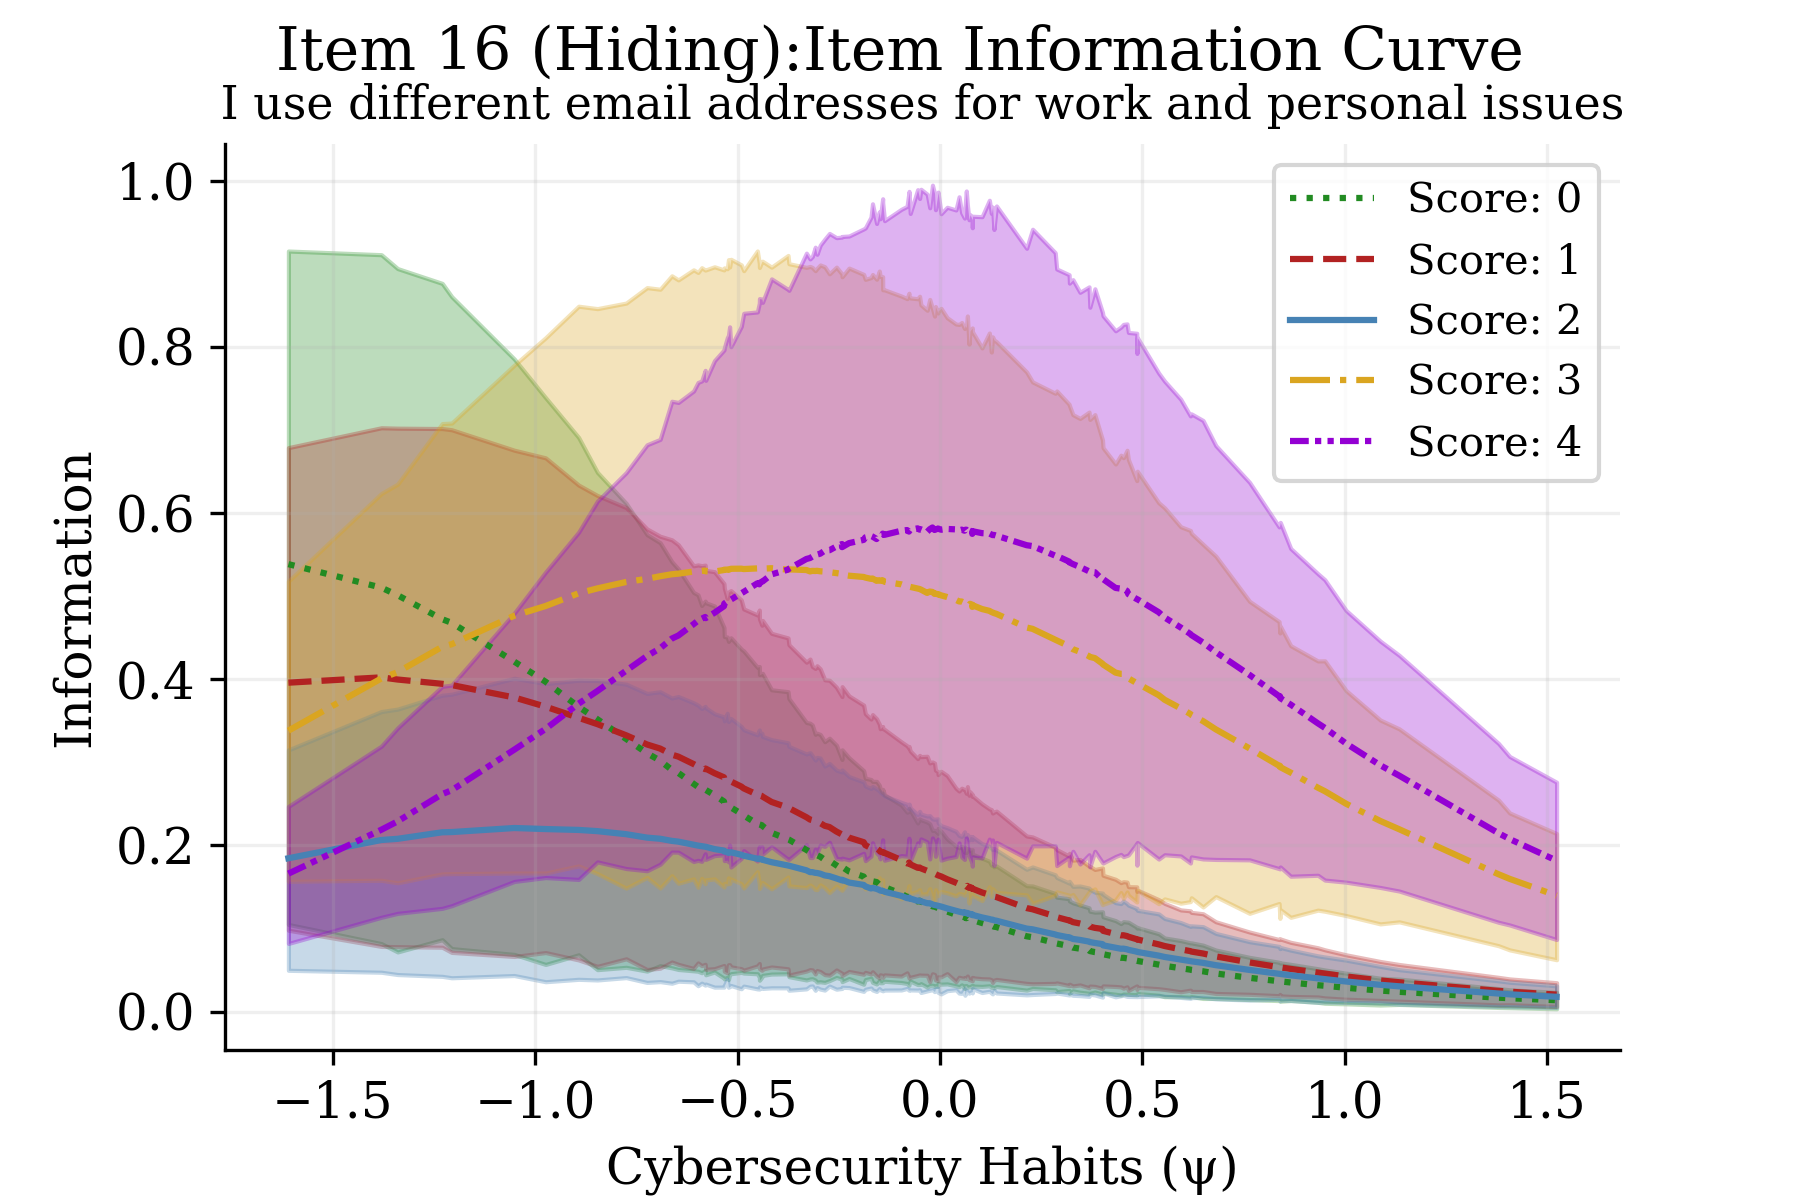 Item 16 (Hiding):Item Information Curve
I use different email addresses for work and personal issues
Information
1.0
0.8
0.6
0.4
0.2
0.0
Score: 0
Score: 1
Score: 2
Score: 3
Score: 4
−1.5 −1.0 −0.5 0.0 0.5 1.0 1.5
Cybersecurity Habits (ψ)